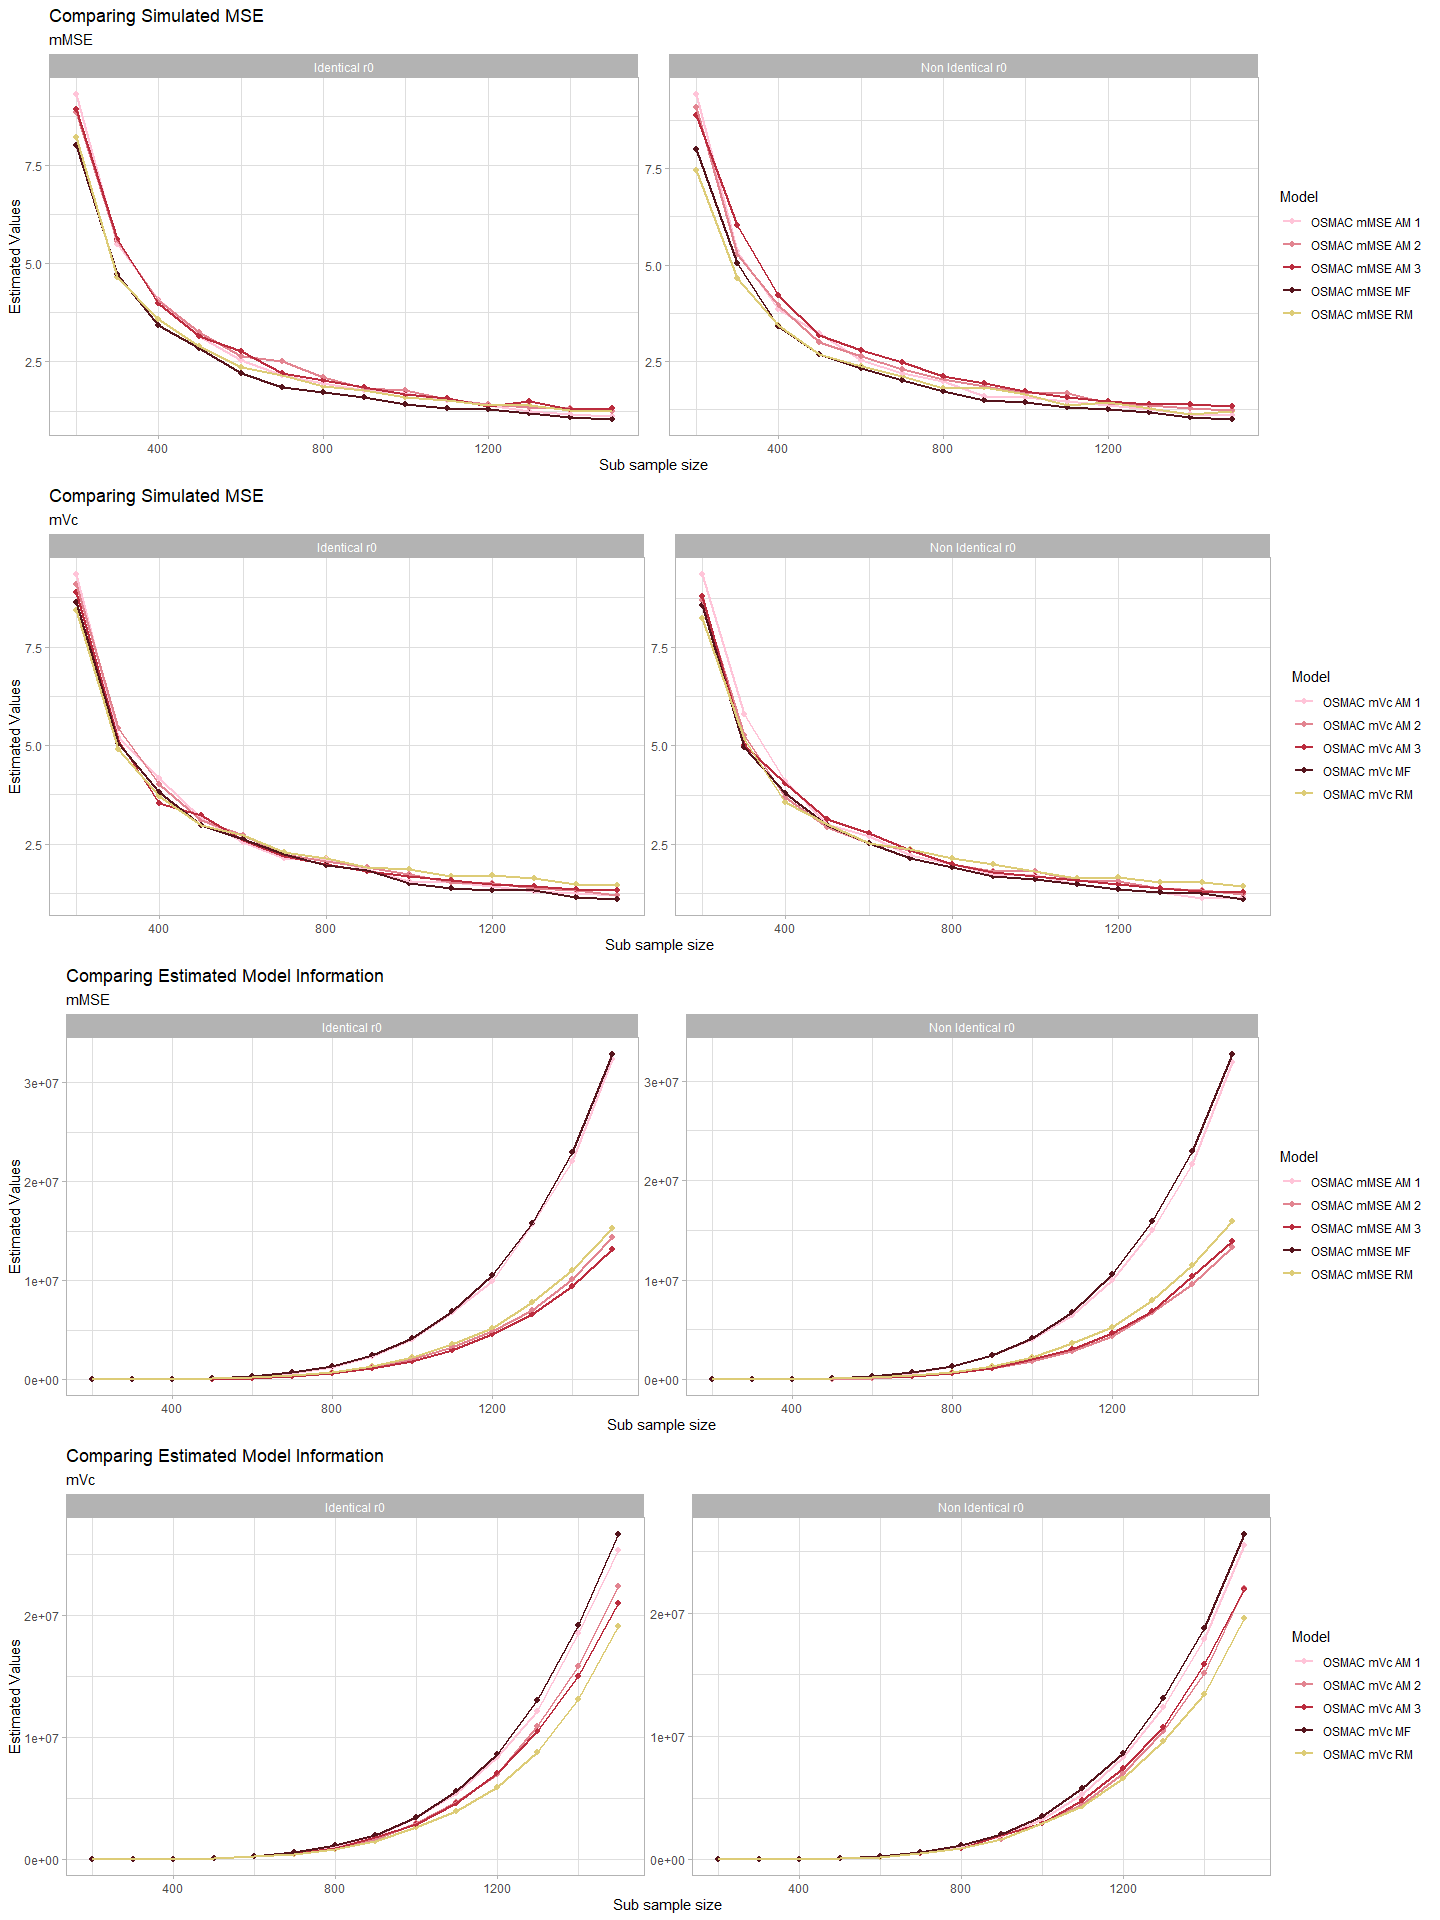 Comparing Simulated MSE
mMSE
Identical r0
Non Identical r0
Estimated Values
7.5
5.0
2.5
7.5
5.0
2.5
400
800
1200
400
800
1200
Sub sample size
Model
OSMAC mMSE AM 1
OSMAC mMSE AM 2
OSMAC mMSE AM 3
OSMAC mMSE MF
OSMAC mMSE RM
Comparing Simulated MSE
mVc
Identical r0
Non Identical r0
Estimated Values
7.5
5.0
2.5
7.5
5.0
2.5
400
800
1200
400
800
1200
Sub sample size
Model
OSMAC mVc AM 1
OSMAC mVc AM 2
OSMAC mVc AM 3
OSMAC mVc MF
OSMAC mVc RM
Comparing Estimated Model Information
mMSE
Identical r0
Non Identical r0
Estimated Values
3e+07
2e+07
1e+07
0e+00
3e+07
2e+07
1e+07
0e+00
400
800
1200
400
800
1200
Sub sample size
Model
OSMAC mMSE AM 1
OSMAC mMSE AM 2
OSMAC mMSE AM 3
OSMAC mMSE MF
OSMAC mMSE RM
Comparing Estimated Model Information
mVc
Identical r0
Non Identical r0
Estimated Values
2e+07
1e+07
0e+00
2e+07
1e+07
0e+00
400
800
1200
400
800
1200
Sub sample size
Model
OSMAC mVc AM 1
OSMAC mVc AM 2
OSMAC mVc AM 3
OSMAC mVc MF
OSMAC mVc RM